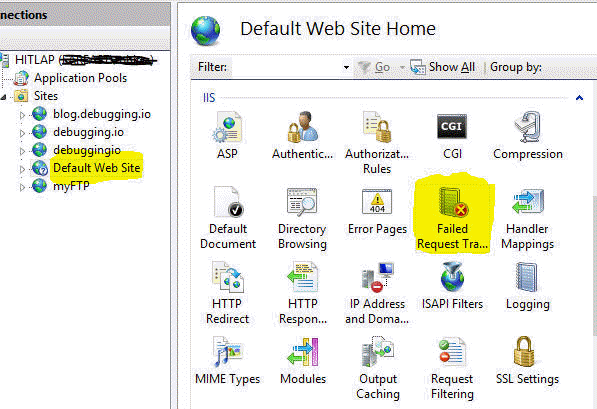 nnections
Default Web Site Home
Filter: Go Show All Group by:
HITLAP
Application Pools
Sites
blog.debugging.io
debugging.io
debuggingio
Default Web Site
myFTP
IIS
ASP
Authentic...
Authorizat...
Rules
CGI
CGI
Compression
Default
Document
Directory
Browsing
404
Error Pages
Failed
Request Tra...
Handler
Mappings
HTTP
Redirect
HTTP
Respon...
IP Address
and Doma...
ISAPI Filters
Logging
MIME Types
Modules
Output
Caching
Request
Filtering
SSL Settings